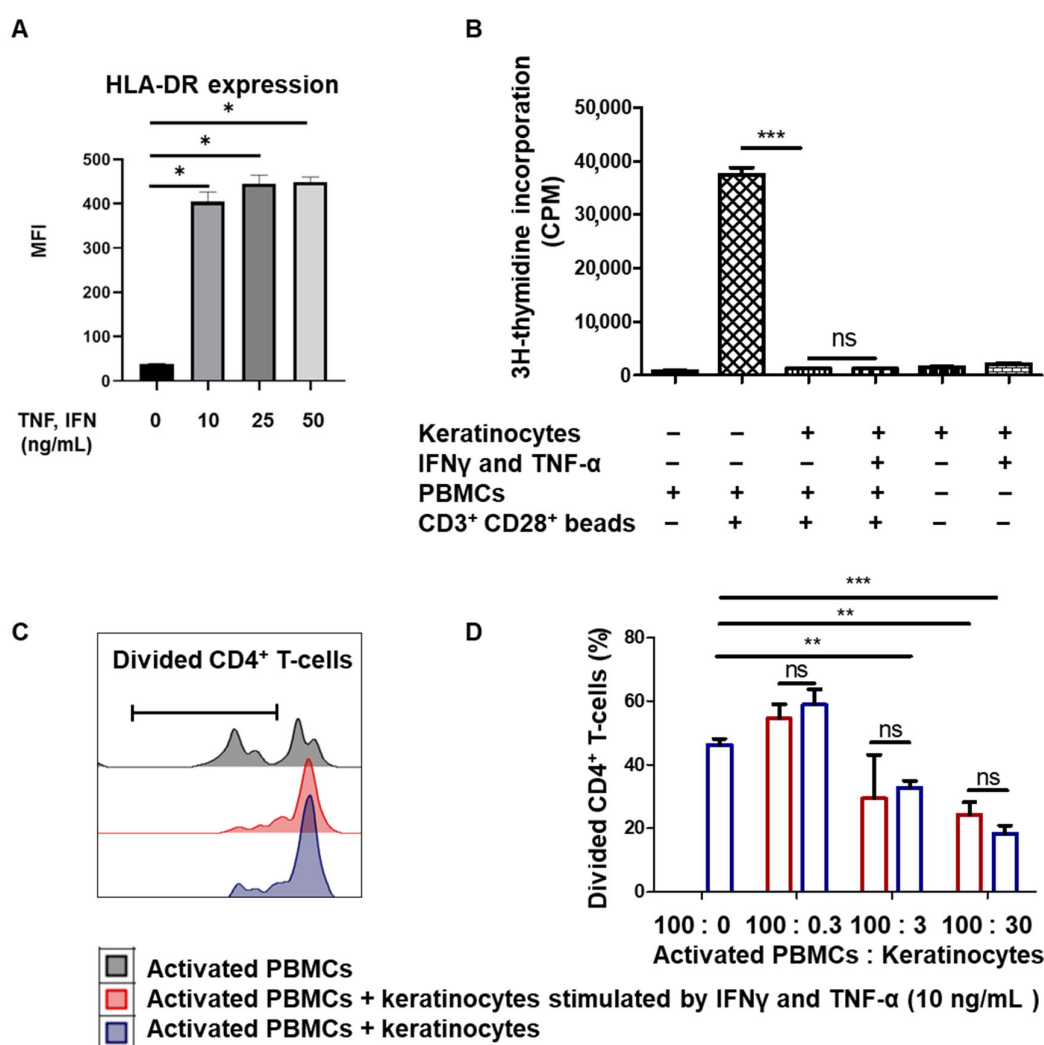 A
HLA-DR expression
*
*
*
500
400
300
200
100
0
MFI
TNF, IFN
(ng/mL)
0 10 25 50
B
3H-thymidine incorporation
(CPM)
50,000
40,000
30,000
20,000
10,000
0
***
ns
Keratinocytes − − + + + +
IFNγ and TNF-α − − − + − +
PBMCs + + + + − −
CD3⁺ CD28⁺ beads − + + + − −
C
Divided CD4⁺ T-cells
D
Divided CD4⁺ T-cells (%)
80
60
40
20
0
***
**
**
ns
ns
ns
100 : 0 100 : 0.3 100 : 3 100 : 30
Activated PBMCs : Keratinocytes
Activated PBMCs
Activated PBMCs + keratinocytes stimulated by IFNγ and TNF-α (10 ng/mL )
Activated PBMCs + keratinocytes